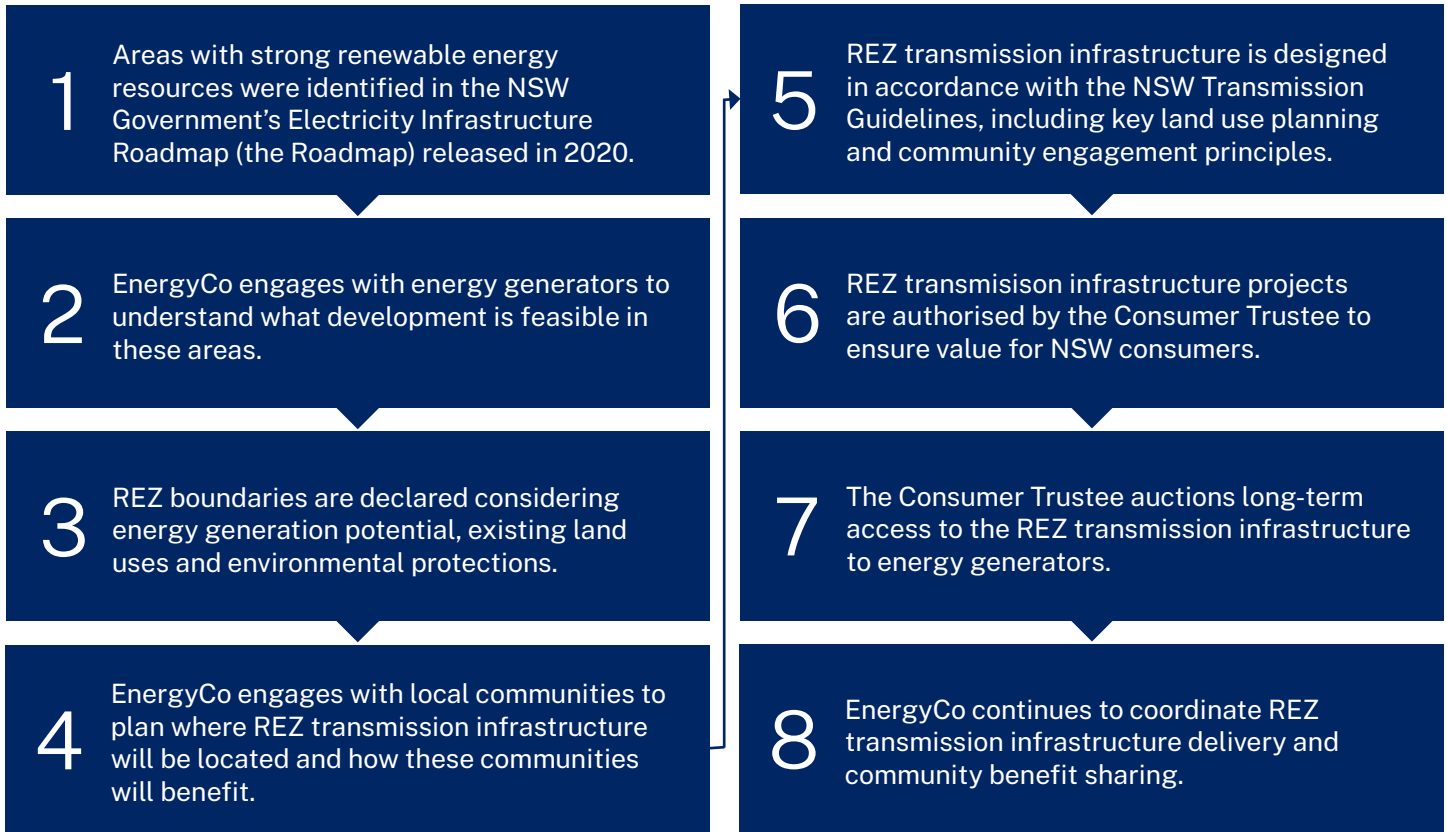 1
Areas with strong renewable energy
resources were identified in the NSW
Government’s Electricity Infrastructure
Roadmap (the Roadmap) released in 2020.
2
EnergyCo engages with energy generators to
understand what development is feasible in
these areas.
3
REZ boundaries are declared considering
energy generation potential, existing land
uses and environmental protections.
4
EnergyCo engages with local communities to
plan where REZ transmission infrastructure
will be located and how these communities
will benefit.
5
REZ transmission infrastructure is designed
in accordance with the NSW Transmission
Guidelines, including key land use planning
and community engagement principles.
6
REZ transmisison infrastructure projects
are authorised by the Consumer Trustee to
ensure value for NSW consumers.
7
The Consumer Trustee auctions long-term
access to the REZ transmission infrastructure
to energy generators.
8
EnergyCo continues to coordinate REZ
transmission infrastructure delivery and
community benefit sharing.